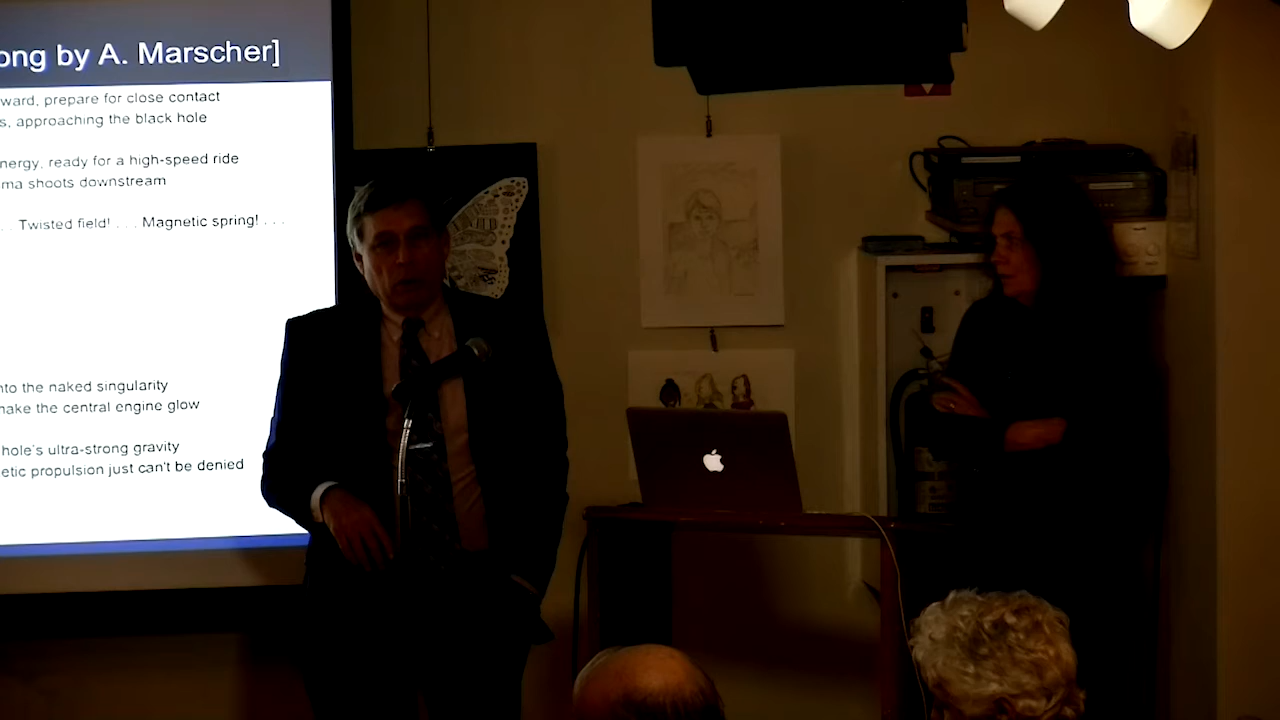 ong by A. Marscher]
ward, prepare for close contact
s, approaching the black hole
nergy, ready for a high-speed ride
ma shoots downstream
. . Twisted field! . . . Magnetic spring! . . .
nto the naked singularity
nake the central engine glow
hole's ultra-strong gravity
etic propulsion just can't be denied